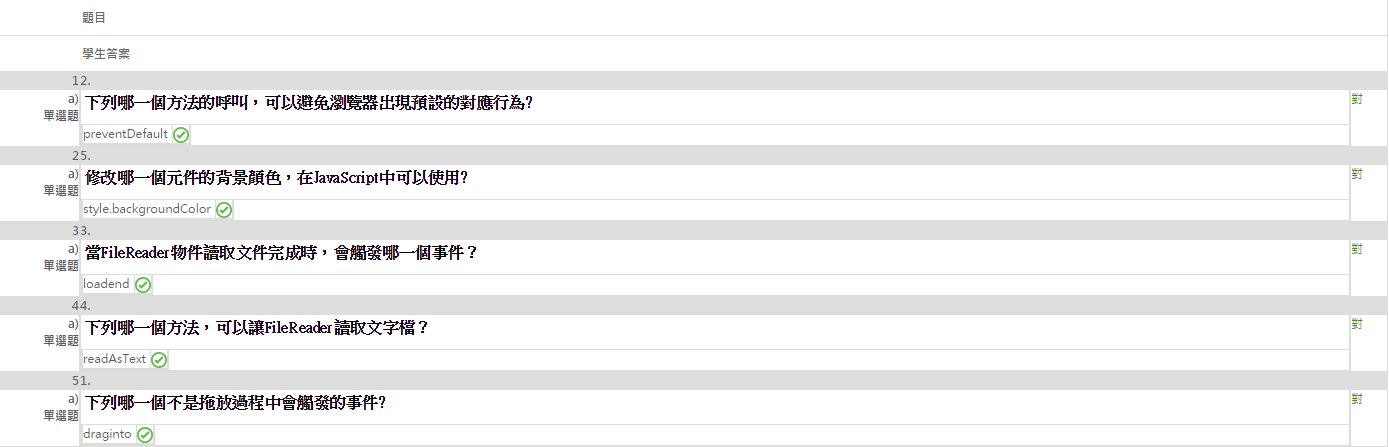 題目
學生答案
12.
a) 下列哪一個方法的呼叫，可以避免瀏覽器出現預設的對應行為? 對
單選題
preventDefault
25.
a) 修改哪一個元件的背景顏色，在JavaScript中可以使用? 對
單選題
style.backgroundColor
33.
a) 當FileReader物件讀取文件完成時，會觸發哪一個事件？ 對
單選題
loadend
44.
a) 下列哪一個方法，可以讓FileReader讀取文字檔？ 對
單選題
readAsText
51.
a) 下列哪一個不是拖放過程中會觸發的事件? 對
單選題
draginto